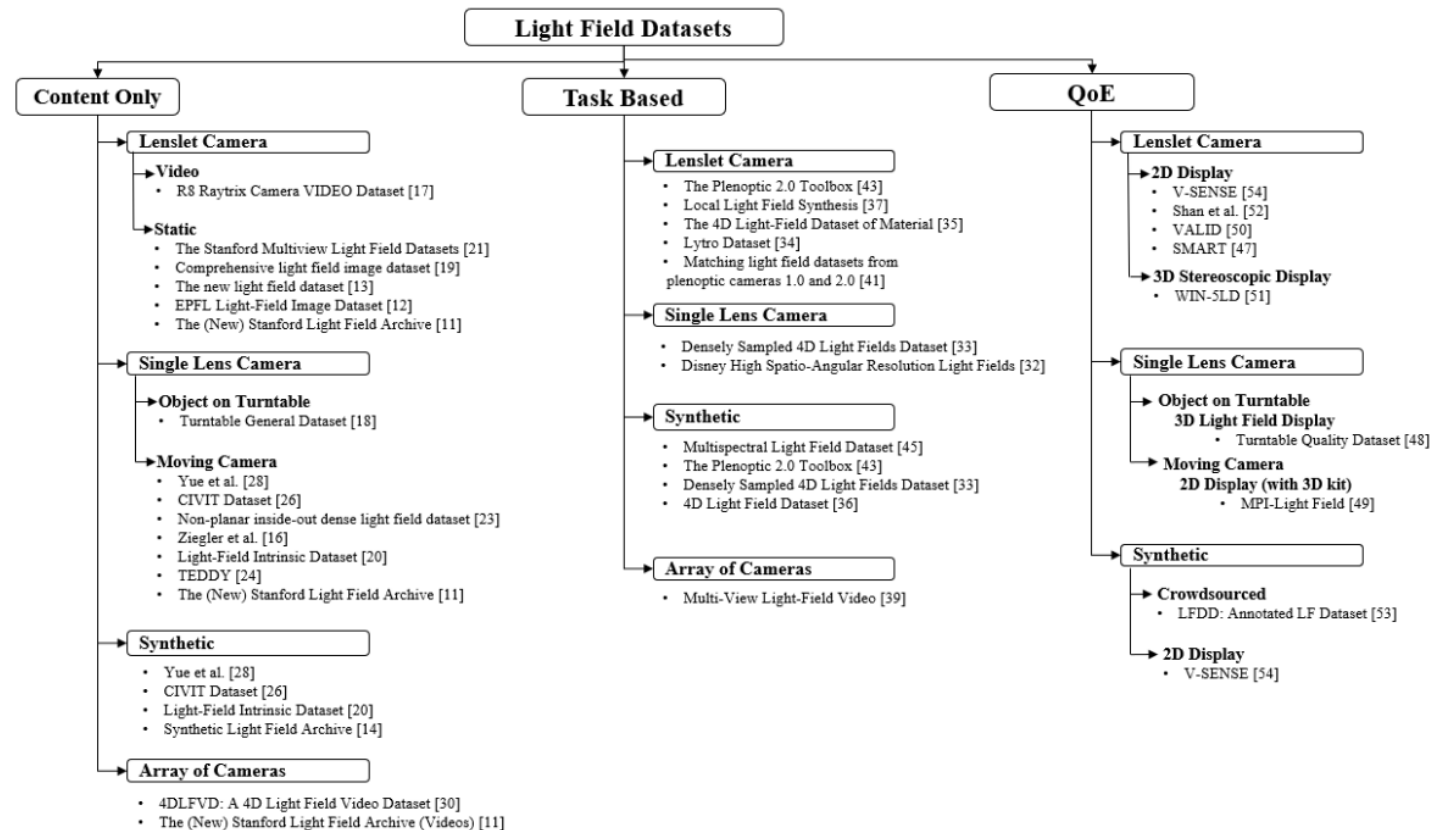 Light Field Datasets
Content Only
Lenslet Camera
Video
• R8 Raytrix Camera VIDEO Dataset [17]
Static
• The Stanford Multiview Light Field Datasets [21]
• Comprehensive light field image dataset [19]
• The new light field dataset [13]
• EPFL Light-Field Image Dataset [12]
• The (New) Stanford Light Field Archive [11]
Single Lens Camera
Object on Turntable
• Turntable General Dataset [18]
Moving Camera
• Yue et al. [28]
• CIVIT Dataset [26]
• Non-planar inside-out dense light field dataset [23]
• Ziegler et al. [16]
• Light-Field Intrinsic Dataset [20]
• TEDDY [24]
• The (New) Stanford Light Field Archive [11]
Synthetic
• Yue et al. [28]
• CIVIT Dataset [26]
• Light-Field Intrinsic Dataset [20]
• Synthetic Light Field Archive [14]
Array of Cameras
• 4DLFVD: A 4D Light Field Video Dataset [30]
• The (New) Stanford Light Field Archive (Videos) [11]
Task Based
Lenslet Camera
• The Plenoptic 2.0 Toolbox [43]
• Local Light Field Synthesis [37]
• The 4D Light-Field Dataset of Material [35]
• Lytro Dataset [34]
• Matching light field datasets from
plenoptic cameras 1.0 and 2.0 [41]
Single Lens Camera
• Densely Sampled 4D Light Fields Dataset [33]
• Disney High Spatio-Angular Resolution Light Fields [32]
Synthetic
• Multispectral Light Field Dataset [45]
• The Plenoptic 2.0 Toolbox [43]
• Densely Sampled 4D Light Fields Dataset [33]
• 4D Light Field Dataset [36]
Array of Cameras
• Multi-View Light-Field Video [39]
QoE
Lenslet Camera
2D Display
• V-SENSE [54]
• Shan et al. [52]
• VALID [50]
• SMART [47]
3D Stereoscopic Display
• WIN-5LD [51]
Single Lens Camera
Object on Turntable
3D Light Field Display
• Turntable Quality Dataset [48]
Moving Camera
2D Display (with 3D kit)
• MPI-Light Field [49]
Synthetic
Crowdsourced
• LFDD: Annotated LF Dataset [53]
2D Display
• V-SENSE [54]